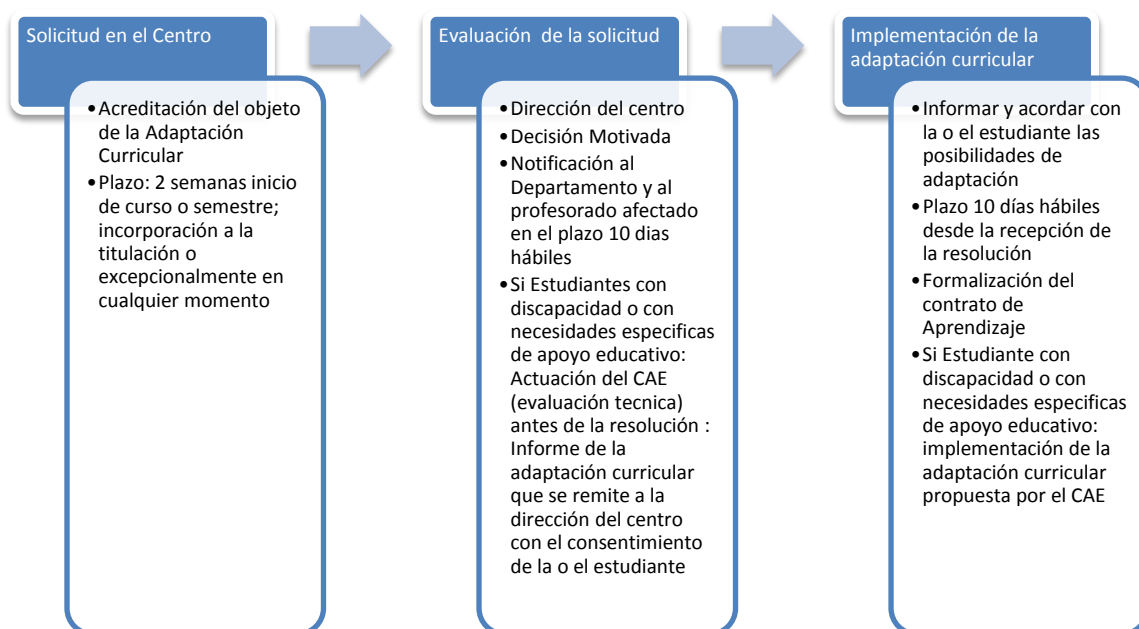 Solicitud en el Centro
•Acreditación del objeto
de la Adaptación
Curricular
•Plazo: 2 semanas inicio
de curso o semestre;
incorporación a la
titulación o
excepcionalmente en
cualquier momento
Evaluación de la solicitud
•Dirección del centro
•Decisión Motivada
•Notificación al
Departamento y al
profesorado afectado
en el plazo 10 dias
hábiles
•Si Estudiantes con
discapacidad o con
necesidades especificas
de apoyo educativo:
Actuación del CAE
(evaluación tecnica)
antes de la resolución :
Informe de la
adaptación curricular
que se remite a la
dirección del centro
con el consentimiento
de la o el estudiante
Implementación de la
adaptación curricular
•Informar y acordar con
la o el estudiante las
posibilidades de
adaptación
•Plazo 10 días hábiles
desde la recepción de
la resolución
•Formalización del
contrato de
Aprendizaje
•Si Estudiante con
discapacidad o con
necesidades especificas
de apoyo educativo:
implementación de la
adaptación curricular
propuesta por el CAE